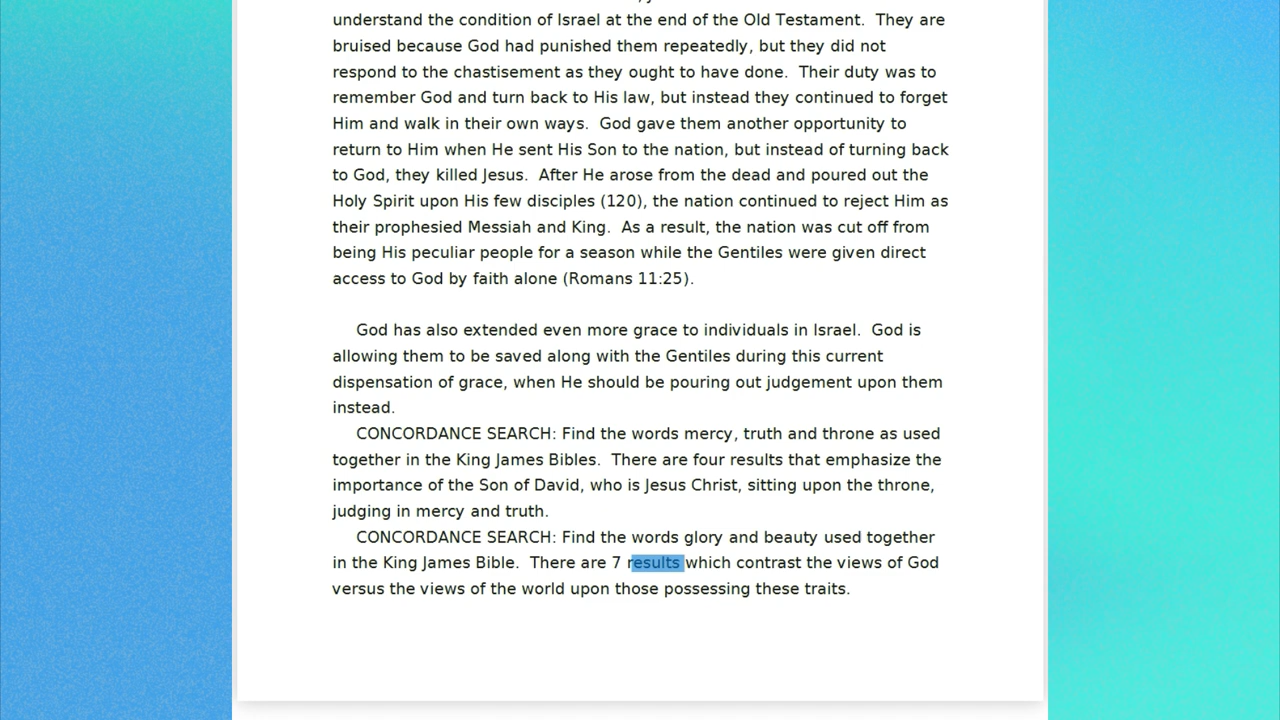 understand the condition of Israel at the end of the Old Testament.  They are
bruised because God had punished them repeatedly, but they did not
respond to the chastisement as they ought to have done.  Their duty was to
remember God and turn back to His law, but instead they continued to forget
Him and walk in their own ways.  God gave them another opportunity to
return to Him when He sent His Son to the nation, but instead of turning back
to God, they killed Jesus.  After He arose from the dead and poured out the
Holy Spirit upon His few disciples (120), the nation continued to reject Him as
their prophesied Messiah and King.  As a result, the nation was cut off from
being His peculiar people for a season while the Gentiles were given direct
access to God by faith alone (Romans 11:25).
God has also extended even more grace to individuals in Israel.  God is
allowing them to be saved along with the Gentiles during this current
dispensation of grace, when He should be pouring out judgement upon them
instead.
CONCORDANCE SEARCH: Find the words mercy, truth and throne as used
together in the King James Bibles.  There are four results that emphasize the
importance of the Son of David, who is Jesus Christ, sitting upon the throne,
judging in mercy and truth.
CONCORDANCE SEARCH: Find the words glory and beauty used together
in the King James Bible.  There are 7 results which contrast the views of God
versus the views of the world upon those possessing these traits.